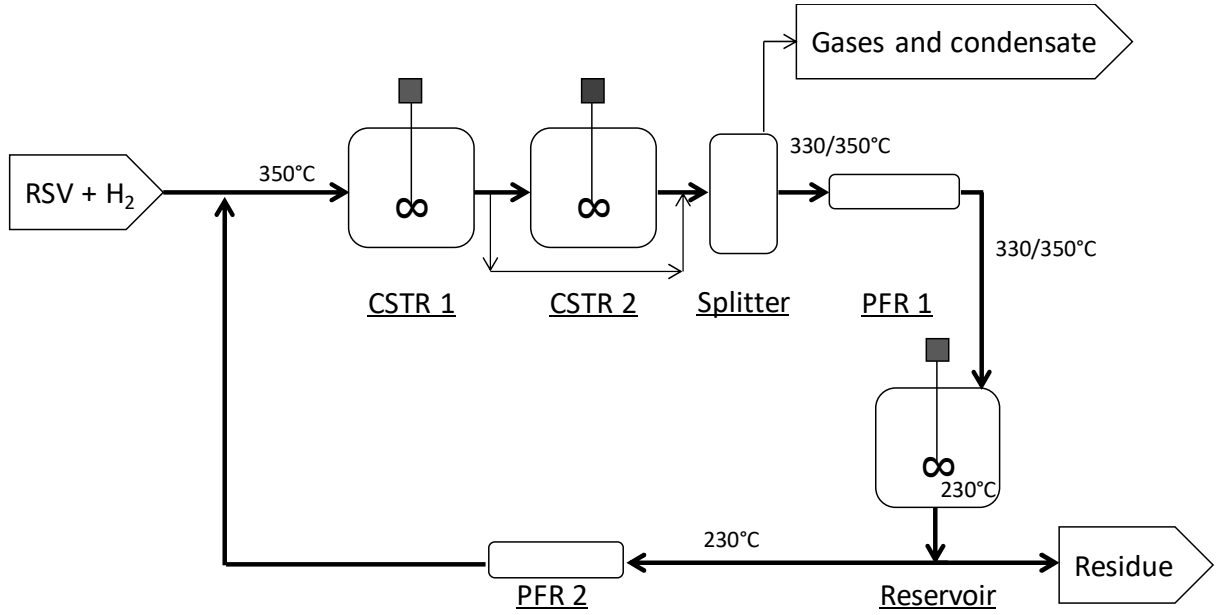 Gases and condensate
330/350°C
350°C
RSV + H₂
∞
∞
330/350°C
CSTR 1
CSTR 2
Splitter
PFR 1
∞
230°C
230°C
Residue
PFR 2
Reservoir